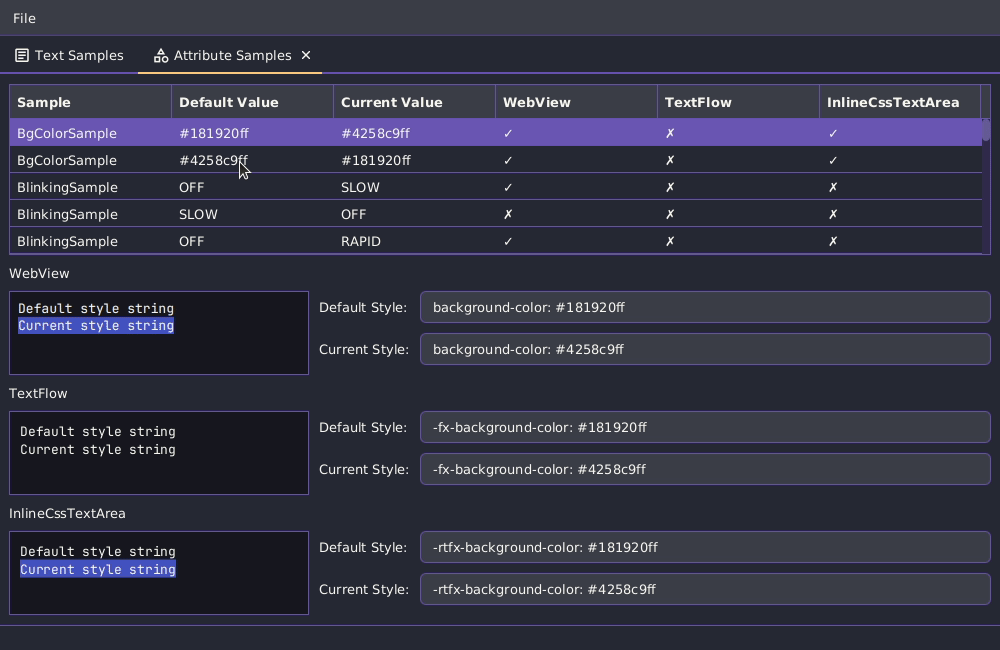 File
Text Samples Attribute Samples ✕
Sample Default Value Current Value WebView TextFlow InlineCssTextArea
BgColorSample #181920ff #4258c9ff ✓ ✗ ✓
BgColorSample #4258c9ff #181920ff ✓ ✗ ✓
BlinkingSample OFF SLOW ✓ ✗ ✗
BlinkingSample SLOW OFF ✗ ✗ ✗
BlinkingSample OFF RAPID ✓ ✗ ✗
WebView
Default style string
Current style string
Default Style: background-color: #181920ff
Current Style: background-color: #4258c9ff
TextFlow
Default style string
Current style string
Default Style: -fx-background-color: #181920ff
Current Style: -fx-background-color: #4258c9ff
InlineCssTextArea
Default style string
Current style string
Default Style: -rtfx-background-color: #181920ff
Current Style: -rtfx-background-color: #4258c9ff